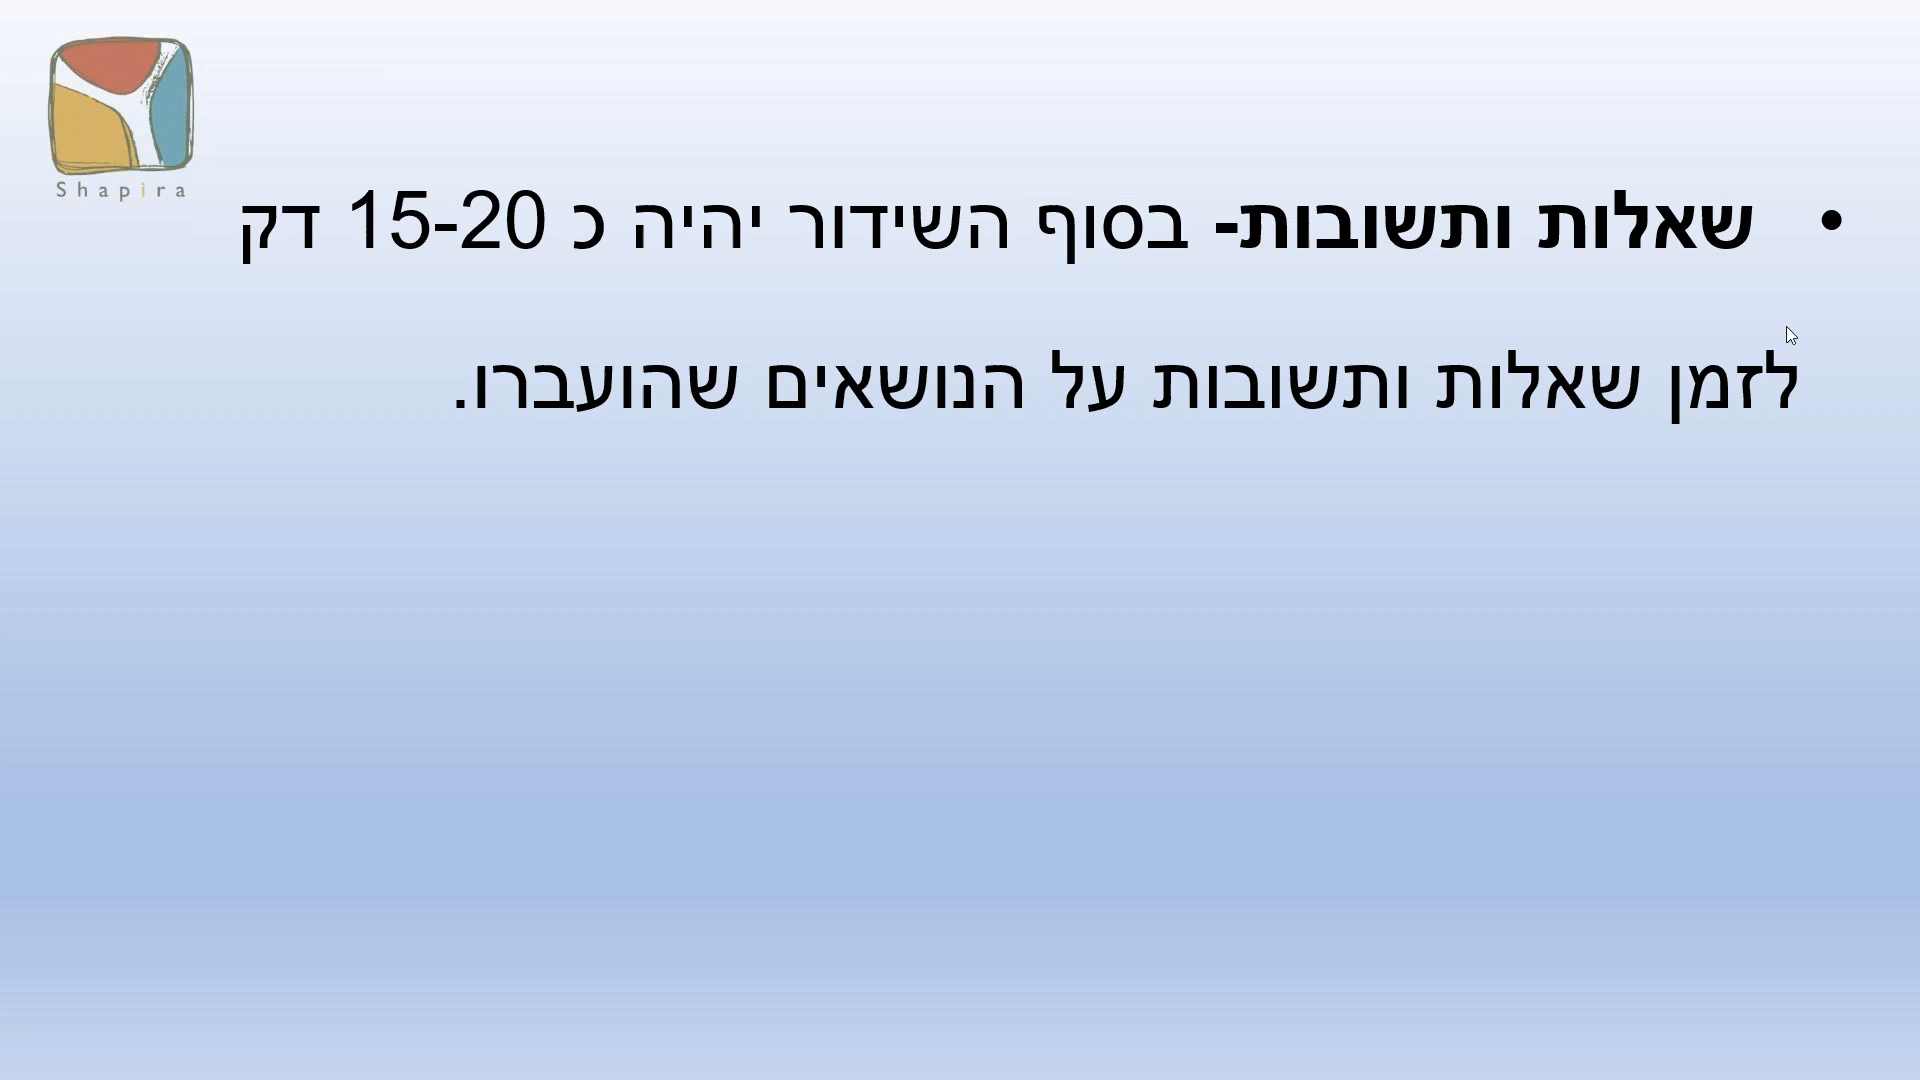 Shapira
• שאלות ותשובות- בסוף השידור יהיה כ 15-20 דק
לזמן שאלות ותשובות על הנושאים שהועברו.